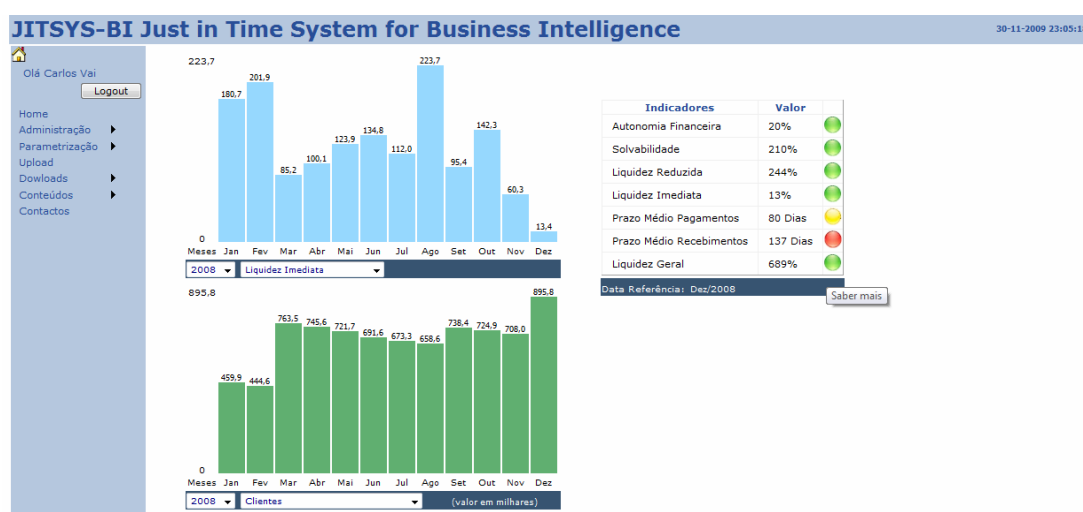 JITSYS-BI Just in Time System for Business Intelligence
30-11-2009 23:05:1
Olá Carlos Vai
Logout
Home
Administração
Parametrização
Upload
Dowloads
Conteúdos
Contactos
223,7
180,7 201,9 85,2 100,1 123,9 134,8 112,0 223,7 95,4 142,3 60,3 13,4
0
Meses Jan Fev Mar Abr Mai Jun Jul Ago Set Out Nov Dez
2008 Liquidez Imediata
895,8
459,9 444,6 763,5 745,6 721,7 691,6 673,3 658,6 738,4 724,9 708,0 895,8
0
Meses Jan Fev Mar Abr Mai Jun Jul Ago Set Out Nov Dez
2008 Clientes (valor em milhares)
Indicadores Valor
Autonomia Financeira 20%
Solvabilidade 210%
Liquidez Reduzida 244%
Liquidez Imediata 13%
Prazo Médio Pagamentos 80 Dias
Prazo Médio Recebimentos 137 Dias
Liquidez Geral 689%
Data Referência: Dez/2008
Saber mais